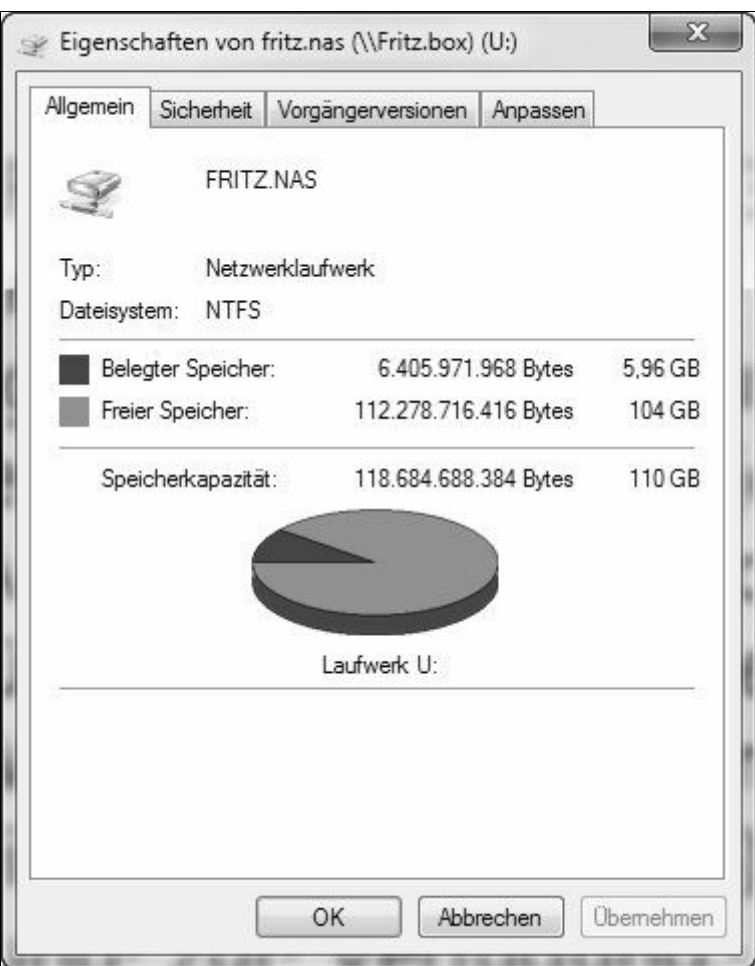 Eigenschaften von fritz.nas (\\Fritz.box) (U:)
Allgemein Sicherheit Vorgängerversionen Anpassen
FRITZ.NAS
Typ: Netzwerklaufwerk
Dateisystem: NTFS
Belegter Speicher: 6.405.971.968 Bytes 5,96 GB
Freier Speicher: 112.278.716.416 Bytes 104 GB
Speicherkapazität: 118.684.688.384 Bytes 110 GB
Laufwerk U:
OK Abbrechen Übernehmen